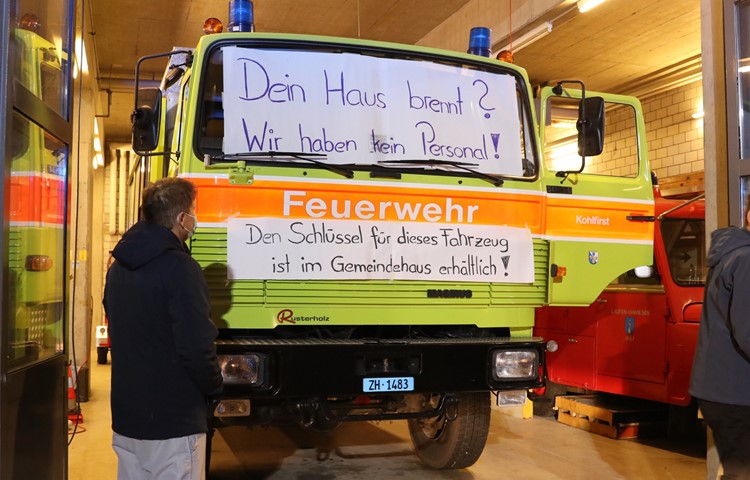 Dein Haus brennt?
Wir haben kein Personal!
Feuerwehr
Kohlfirst
Den Schlüssel für dieses Fahrzeug
ist im Gemeindehaus erhältlich!
MAGIRUS
Rusterholz
ZH·1483